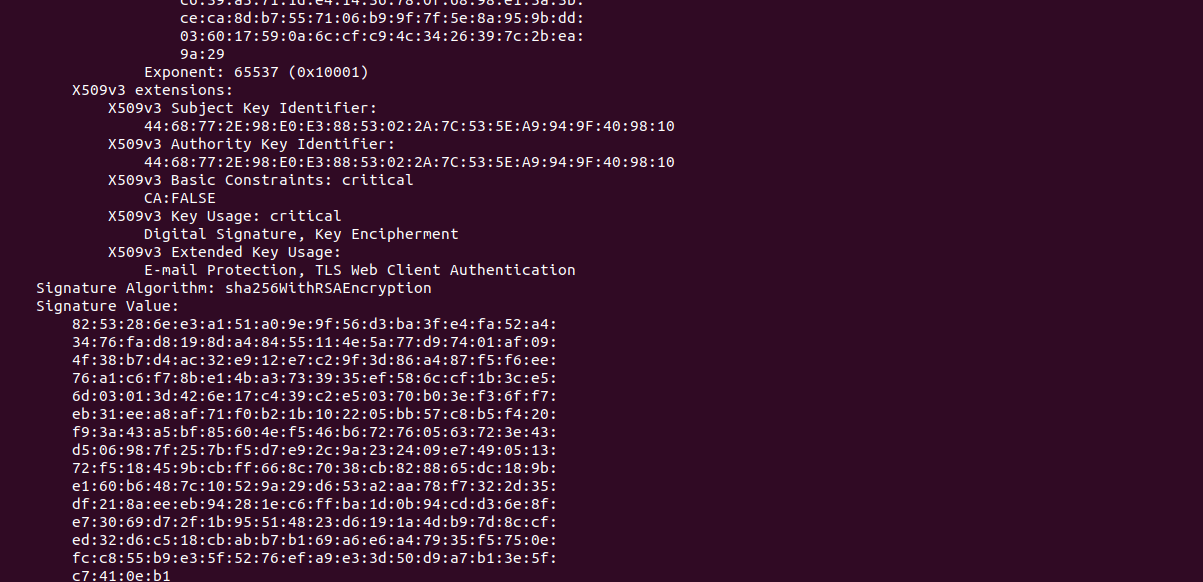 ce:ca:8d:b7:55:71:06:b9:9f:7f:5e:8a:95:9b:dd:
03:60:17:59:0a:6c:cf:c9:4c:34:26:39:7c:2b:ea:
9a:29
Exponent: 65537 (0x10001)
X509v3 extensions:
X509v3 Subject Key Identifier:
44:68:77:2E:98:E0:E3:88:53:02:2A:7C:53:5E:A9:94:9F:40:98:10
X509v3 Authority Key Identifier:
44:68:77:2E:98:E0:E3:88:53:02:2A:7C:53:5E:A9:94:9F:40:98:10
X509v3 Basic Constraints: critical
CA:FALSE
X509v3 Key Usage: critical
Digital Signature, Key Encipherment
X509v3 Extended Key Usage:
E-mail Protection, TLS Web Client Authentication
Signature Algorithm: sha256WithRSAEncryption
Signature Value:
82:53:28:6e:e3:a1:51:a0:9e:9f:56:d3:ba:3f:e4:fa:52:a4:
34:76:fa:d8:19:8d:a4:84:55:11:4e:5a:77:d9:74:01:af:09:
4f:38:b7:d4:ac:32:e9:12:e7:c2:9f:3d:86:a4:87:f5:f6:ee:
76:a1:c6:f7:8b:e1:4b:a3:73:39:35:ef:58:6c:cf:1b:3c:e5:
6d:03:01:3d:42:6e:17:c4:39:c2:e5:03:70:b0:3e:f3:6f:f7:
eb:31:ee:a8:af:71:f0:b2:1b:10:22:05:bb:57:c8:b5:f4:20:
f9:3a:43:a5:bf:85:60:4e:f5:46:b6:72:76:05:63:72:3e:43:
d5:06:98:7f:25:7b:f5:d7:e9:2c:9a:23:24:09:e7:49:05:13:
72:f5:18:45:9b:cb:ff:66:8c:70:38:cb:82:88:65:dc:18:9b:
e1:60:b6:48:7c:10:52:9a:29:d6:53:a2:aa:78:f7:32:2d:35:
df:21:8a:ee:eb:94:28:1e:c6:ff:ba:1d:0b:94:cd:d3:6e:8f:
e7:30:69:d7:2f:1b:95:51:48:23:d6:19:1a:4d:b9:7d:8c:cf:
ed:32:d6:c5:18:cb:ab:b7:b1:69:a6:e6:a4:79:35:f5:75:0e:
fc:c8:55:b9:e3:5f:52:76:ef:a9:e3:3d:50:d9:a7:b1:3e:5f:
c7:41:0e:b1